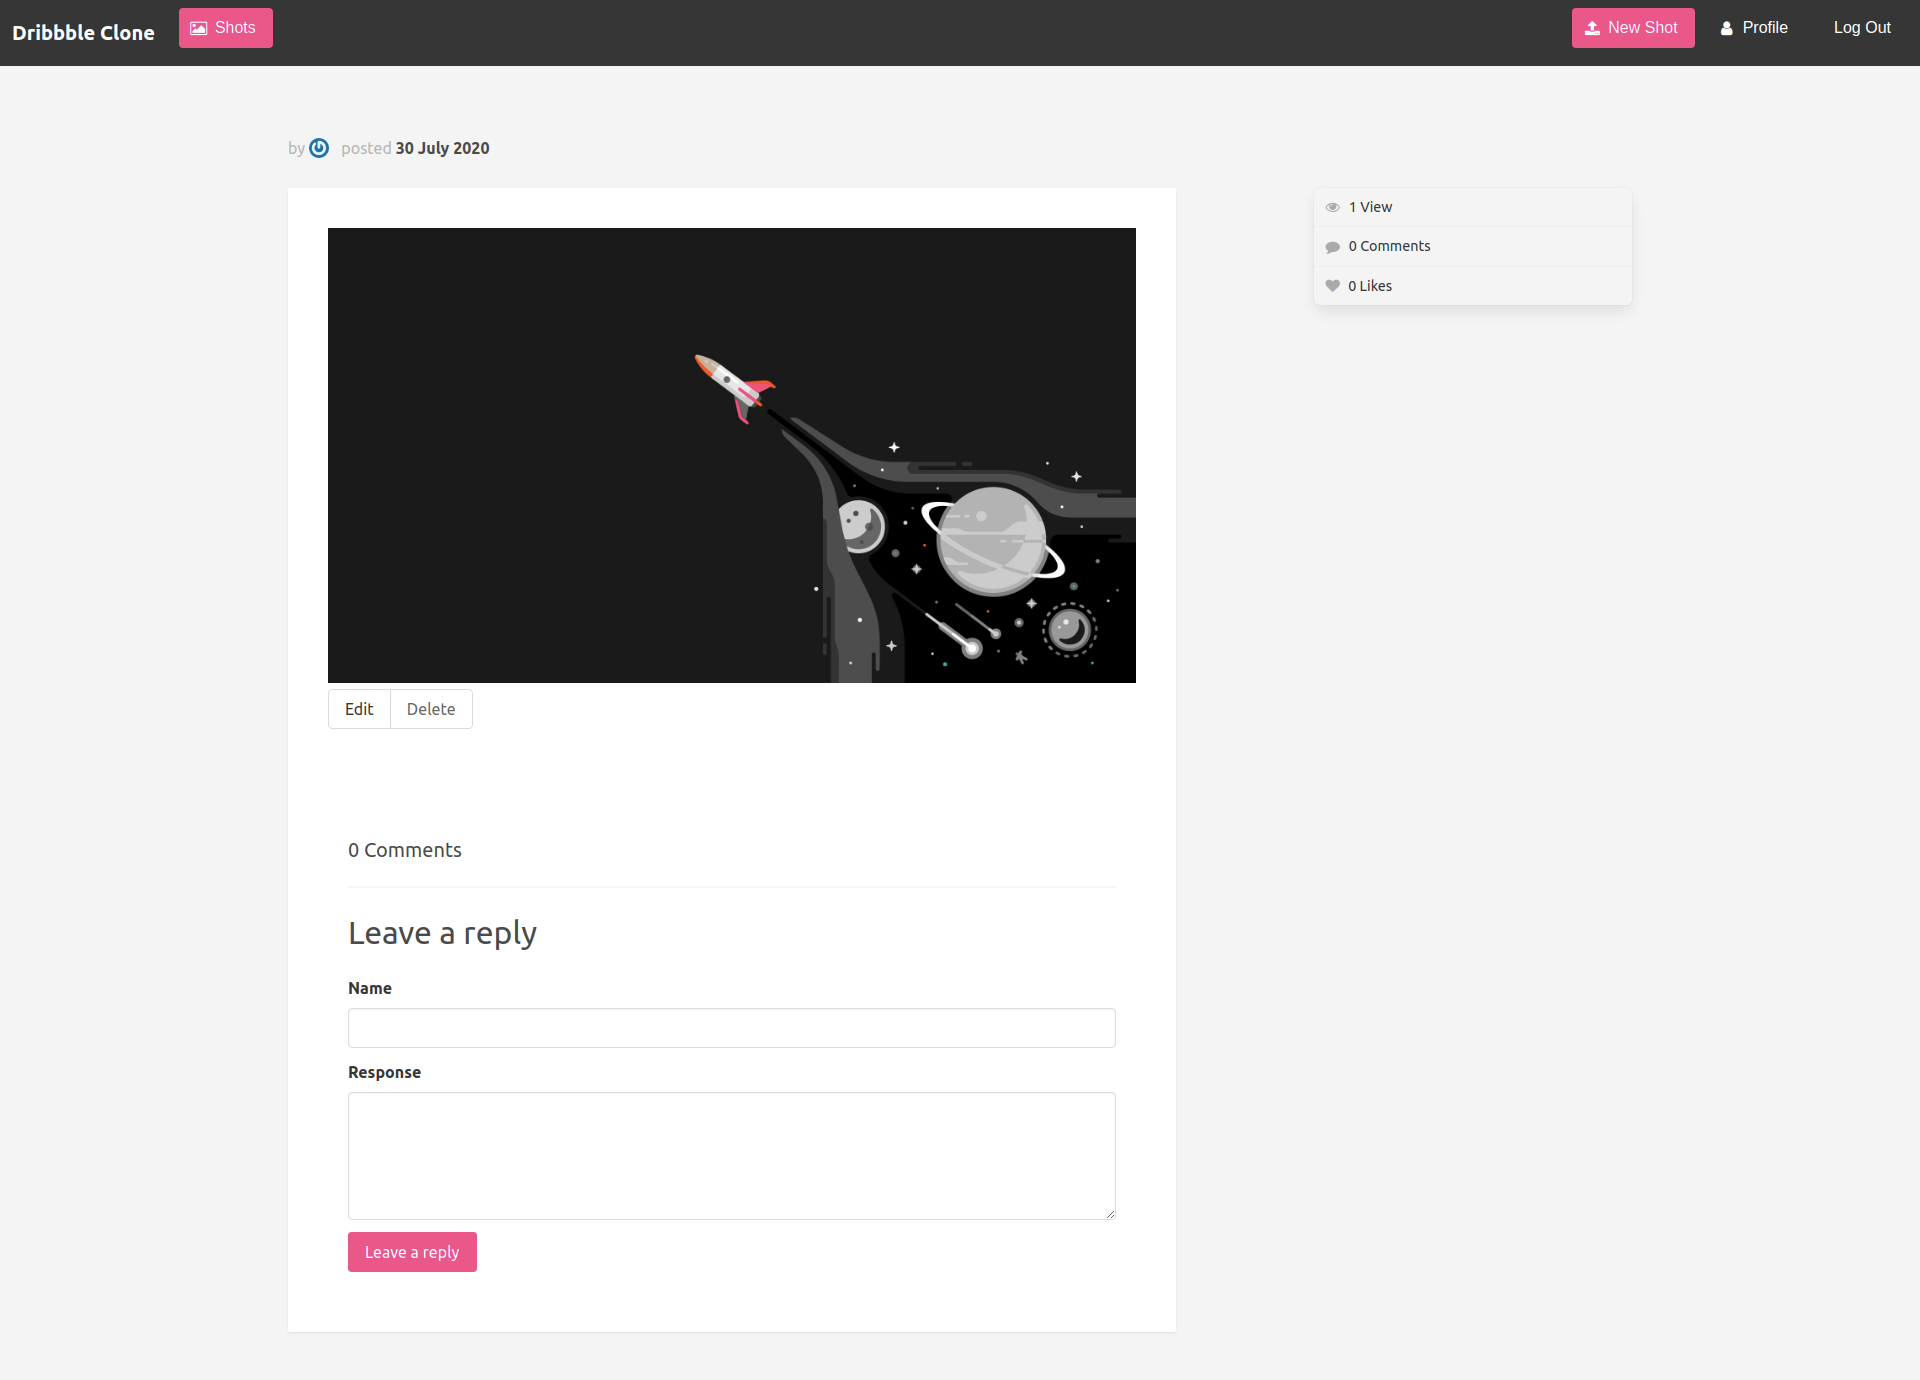 Dribbble Clone
Shots
New Shot
Profile
Log Out
by posted 30 July 2020
1 View
0 Comments
0 Likes
Edit
Delete
0 Comments
Leave a reply
Name
Response
Leave a reply